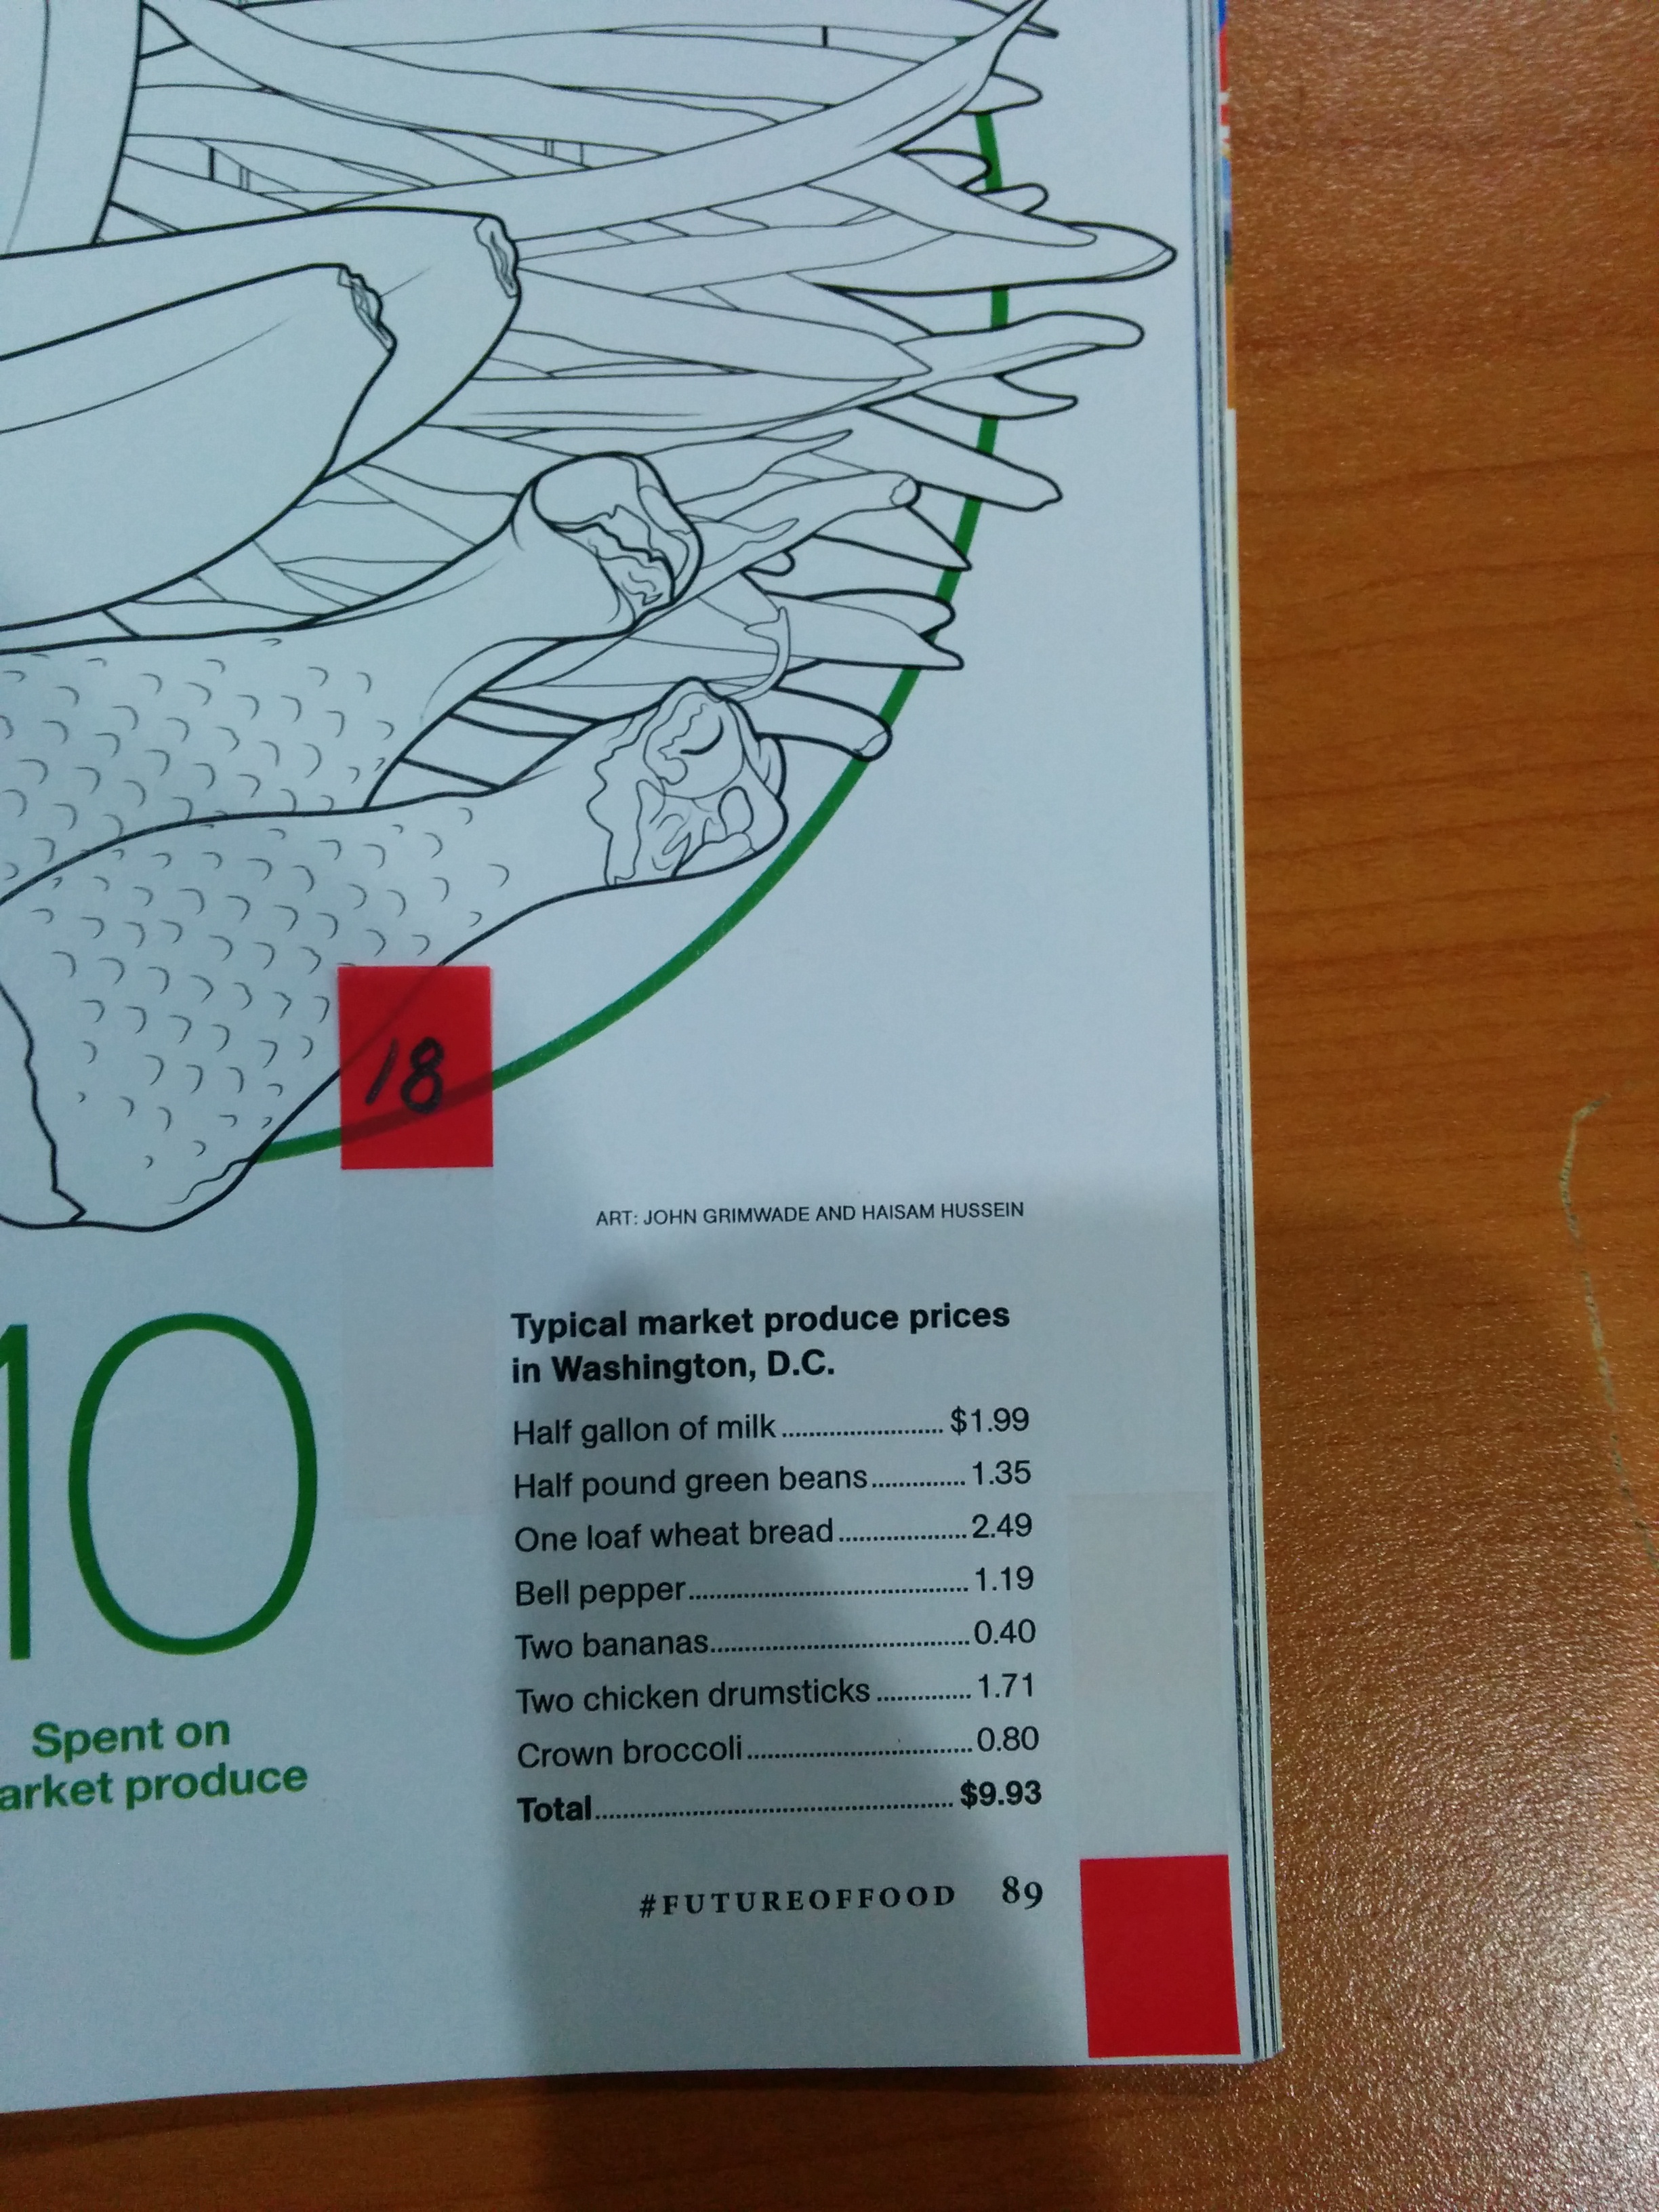 18
ART: JOHN GRIMWADE AND HAISAM HUSSEIN
10
Spent on
arket produce
Typical market produce prices
in Washington, D.C.
Half gallon of milk........................ $1.99
Half pound green beans.............. 1.35
One loaf wheat bread................... 2.49
Bell pepper......................................... 1.19
Two bananas...................................... 0.40
Two chicken drumsticks .............. 1.71
Crown broccoli................................. 0.80
Total..................................................... $9.93
#FUTUREOFFOOD 89